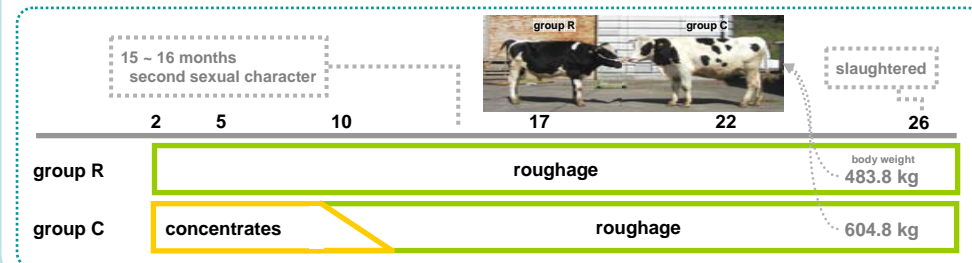 group R
group C
15 ~ 16 months
second sexual character
slaughtered
2 5 10 17 22 26
group R
roughage
body weight
483.8 kg
group C
concentrates
roughage
604.8 kg